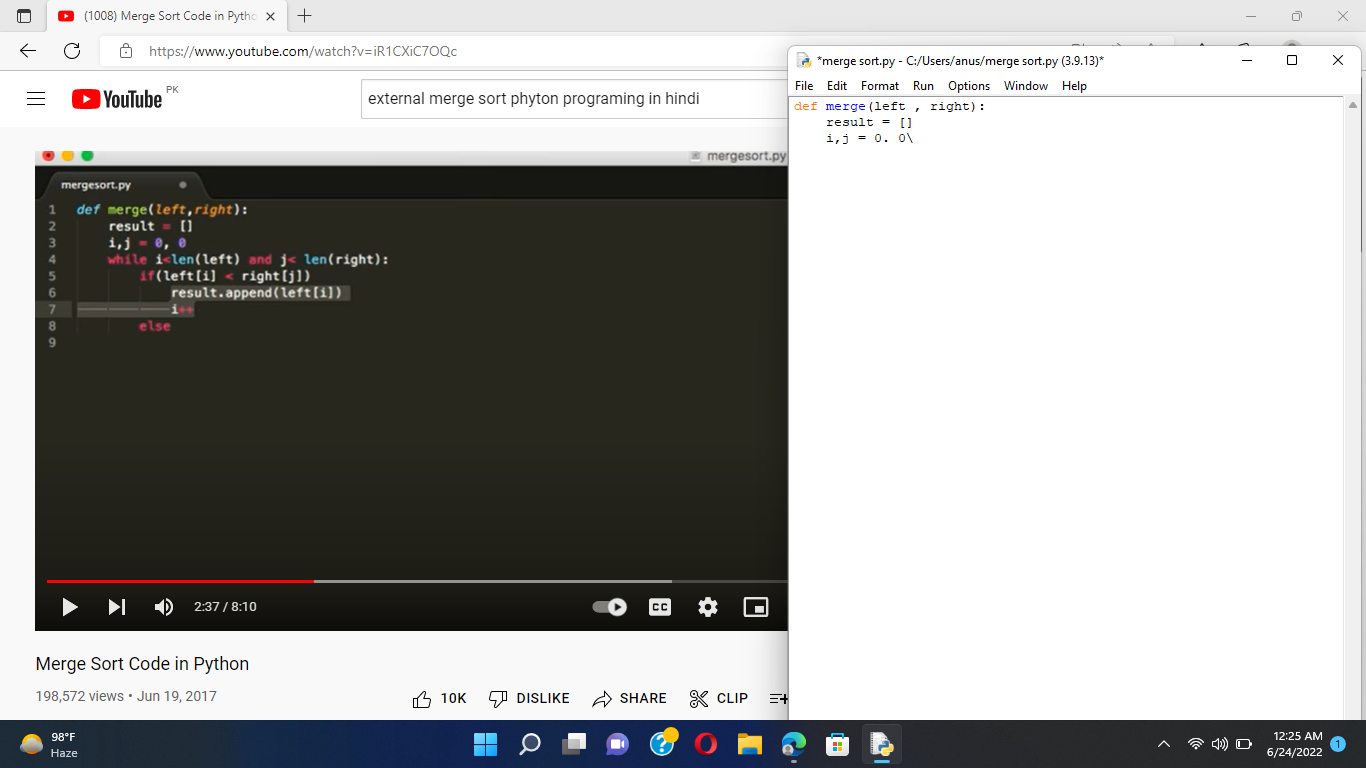 (1008) Merge Sort Code in Pytho
https://www.youtube.com/watch?v=iR1CXiC7OQc
YouTube PK
external merge sort phyton programing in hindi
mergesort.py
mergesort.py
1 def merge(left,right):
2 result = []
3 i,j = 0, 0
4 while i<len(left) and j< len(right):
5 if(left[i] < right[j])
6 result.append(left[i])
7 i++
8 else
9
2:37 / 8:10
CC
Merge Sort Code in Python
198,572 views • Jun 19, 2017
10K DISLIKE SHARE CLIP
*merge sort.py - C:/Users/anus/merge sort.py (3.9.13)*
File Edit Format Run Options Window Help
def merge(left , right):
result = []
i,j = 0. 0\
98°F
Haze
12:25 AM
6/24/2022
1